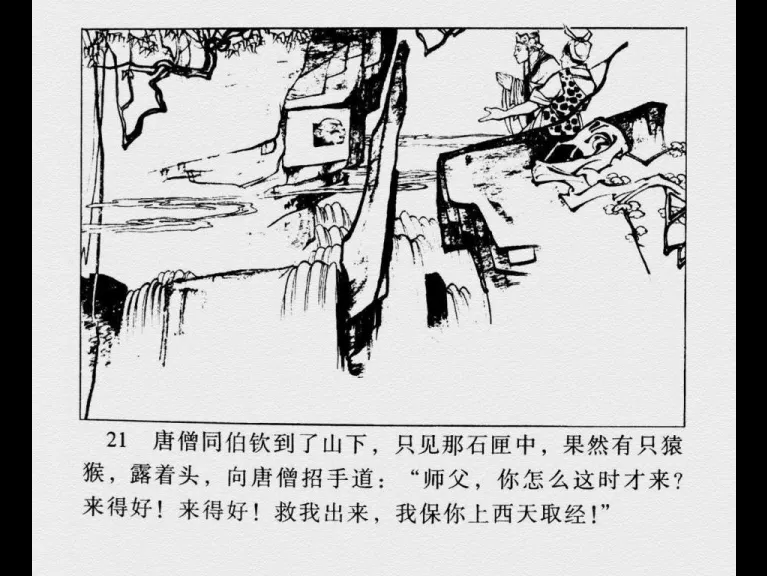 21 唐僧同伯钦到了山下，只见那石匣中，果然有只猿
猴，露着头，向唐僧招手道：“师父，你怎么这时才来？
来得好！来得好！救我出来，我保你上西天取经！”